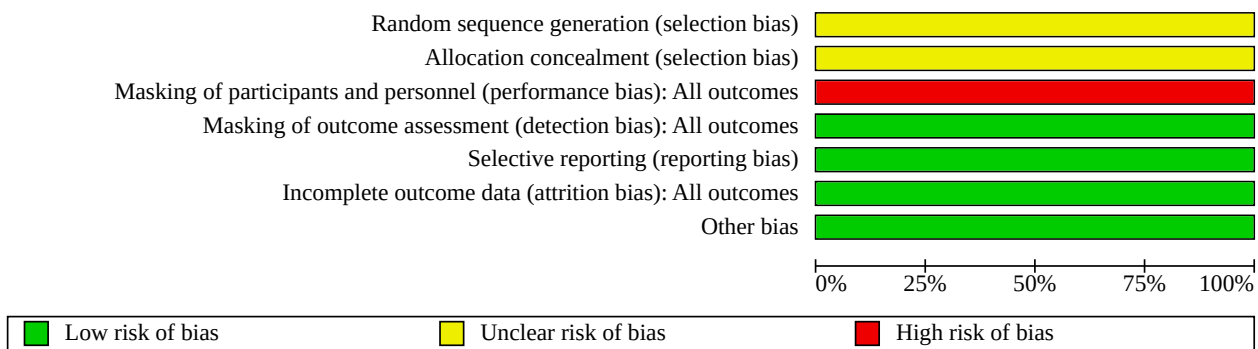 Random sequence generation (selection bias)
Allocation concealment (selection bias)
Masking of participants and personnel (performance bias): All outcomes
Masking of outcome assessment (detection bias): All outcomes
Selective reporting (reporting bias)
Incomplete outcome data (attrition bias): All outcomes
Other bias
0% 25% 50% 75% 100%
Low risk of bias Unclear risk of bias High risk of bias